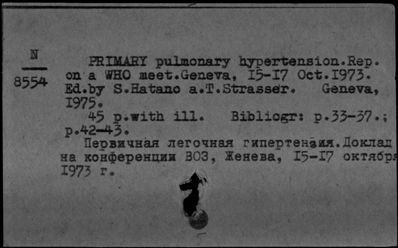 N
8554
PRIMARY pulmonary hypertension.Rep.
on a WHO meet.Geneva, 15-17 Oct.1973.
Ed.by S.Hatano a.T.Strasser. Geneva,
1975.
45 p.with ill. Bibliogr: p.33-37.;
p.42-43.
Первичная легочная гипертензия.Доклад
на конференции ВОЗ, Женева, 15-17 октября
1973 г.